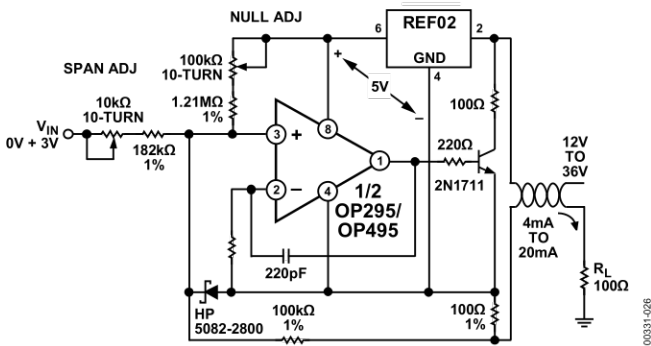 NULL ADJ
REF02
6
2
GND
4
+
5V
−
SPAN ADJ
100kΩ
10-TURN
10kΩ
10-TURN
1.21MΩ
1%
100Ω
VIN
0V + 3V
182kΩ
1%
3
+
8
1
2
−
4
1/2
OP295/
OP495
220Ω
2N1711
12V
TO
36V
220pF
4mA
TO
20mA
RL
100Ω
HP
5082-2800
100kΩ
1%
100Ω
1%
00331-026